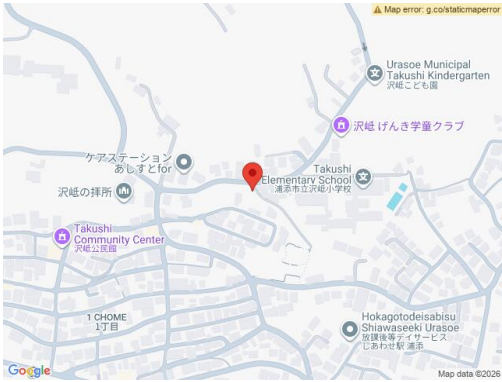 Map error: g.co/staticmaperror
Urasoe Municipal
Takushi Kindergarten
沢岻こども園
沢岻 げんき学童クラブ
ケアステーション
あしすとfor
Takushi
Elementary School
浦添市立沢岻小学校
沢岻の拝所
Takushi
Community Center
沢岻公民館
1 CHOME
1丁目
Hokagotodeisabisu
Shiawaseeki Urasoe
放課後等デイサービス
しあわせ駅 浦添
Google
Map data ©2026